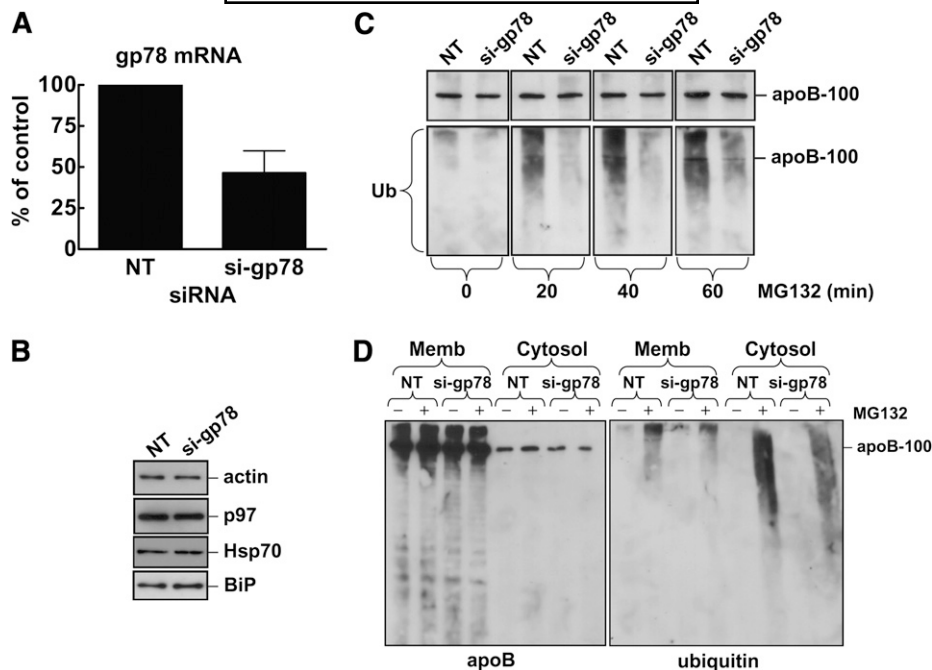 A
gp78 mRNA
100
75
50
25
0
% of control
NT si-gp78
siRNA
B
NT si-gp78
actin
p97
Hsp70
BiP
C
NT si-gp78 NT si-gp78 NT si-gp78 NT si-gp78
apoB-100
apoB-100
Ub
0 20 40 60 MG132 (min)
D
Memb Cytosol Memb Cytosol
NT si-gp78 NT si-gp78 NT si-gp78 NT si-gp78
− + − + − + − + − + − + − + − + MG132
apoB-100
apoB ubiquitin